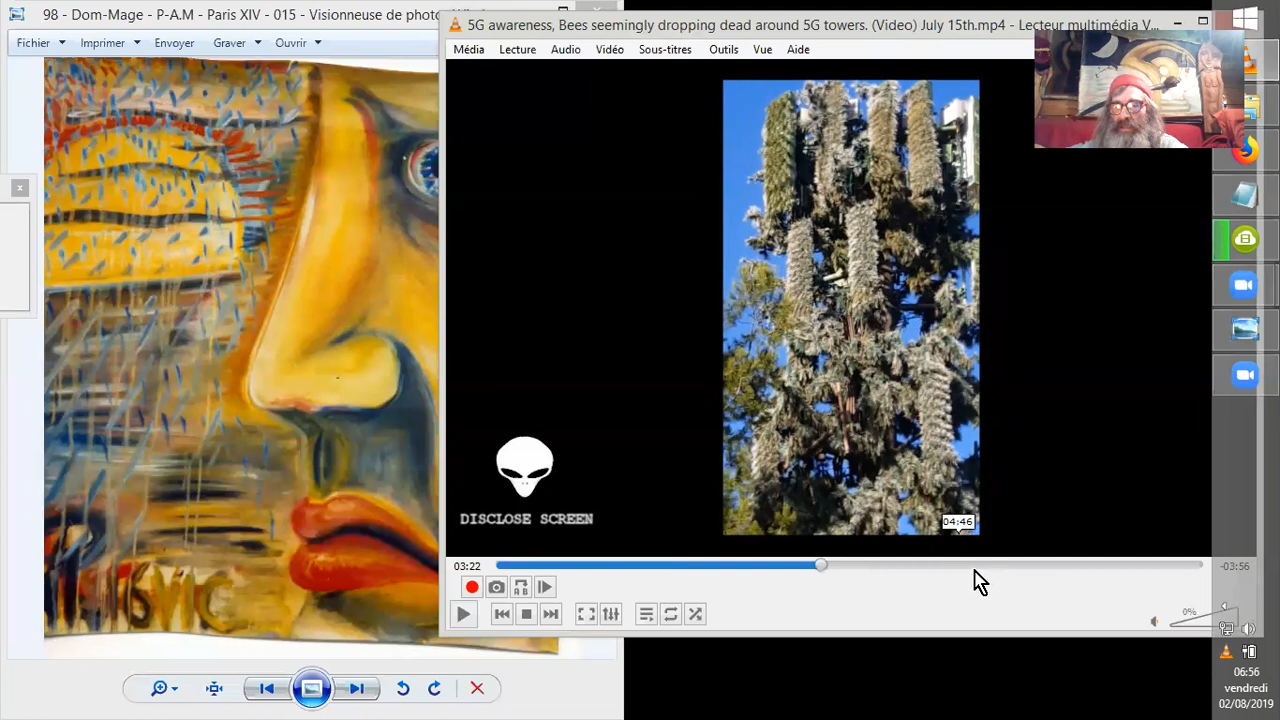 98 - Dom-Mage - P-A-M - Paris XIV - 015 - Visionneuse de photo
Fichier Imprimer Envoyer Graver Ouvrir
5G awareness. Bees seemingly dropping dead around 5G towers. (Video) July 15th.mp4 - Lecteur multimédia V...
Média Lecture Audio Vidéo Sous-titres Outils Vue Aide
DISCLOSE SCREEN
04:46
03:22
-03:56
A B
0%
06:56
vendredi
02/08/2019